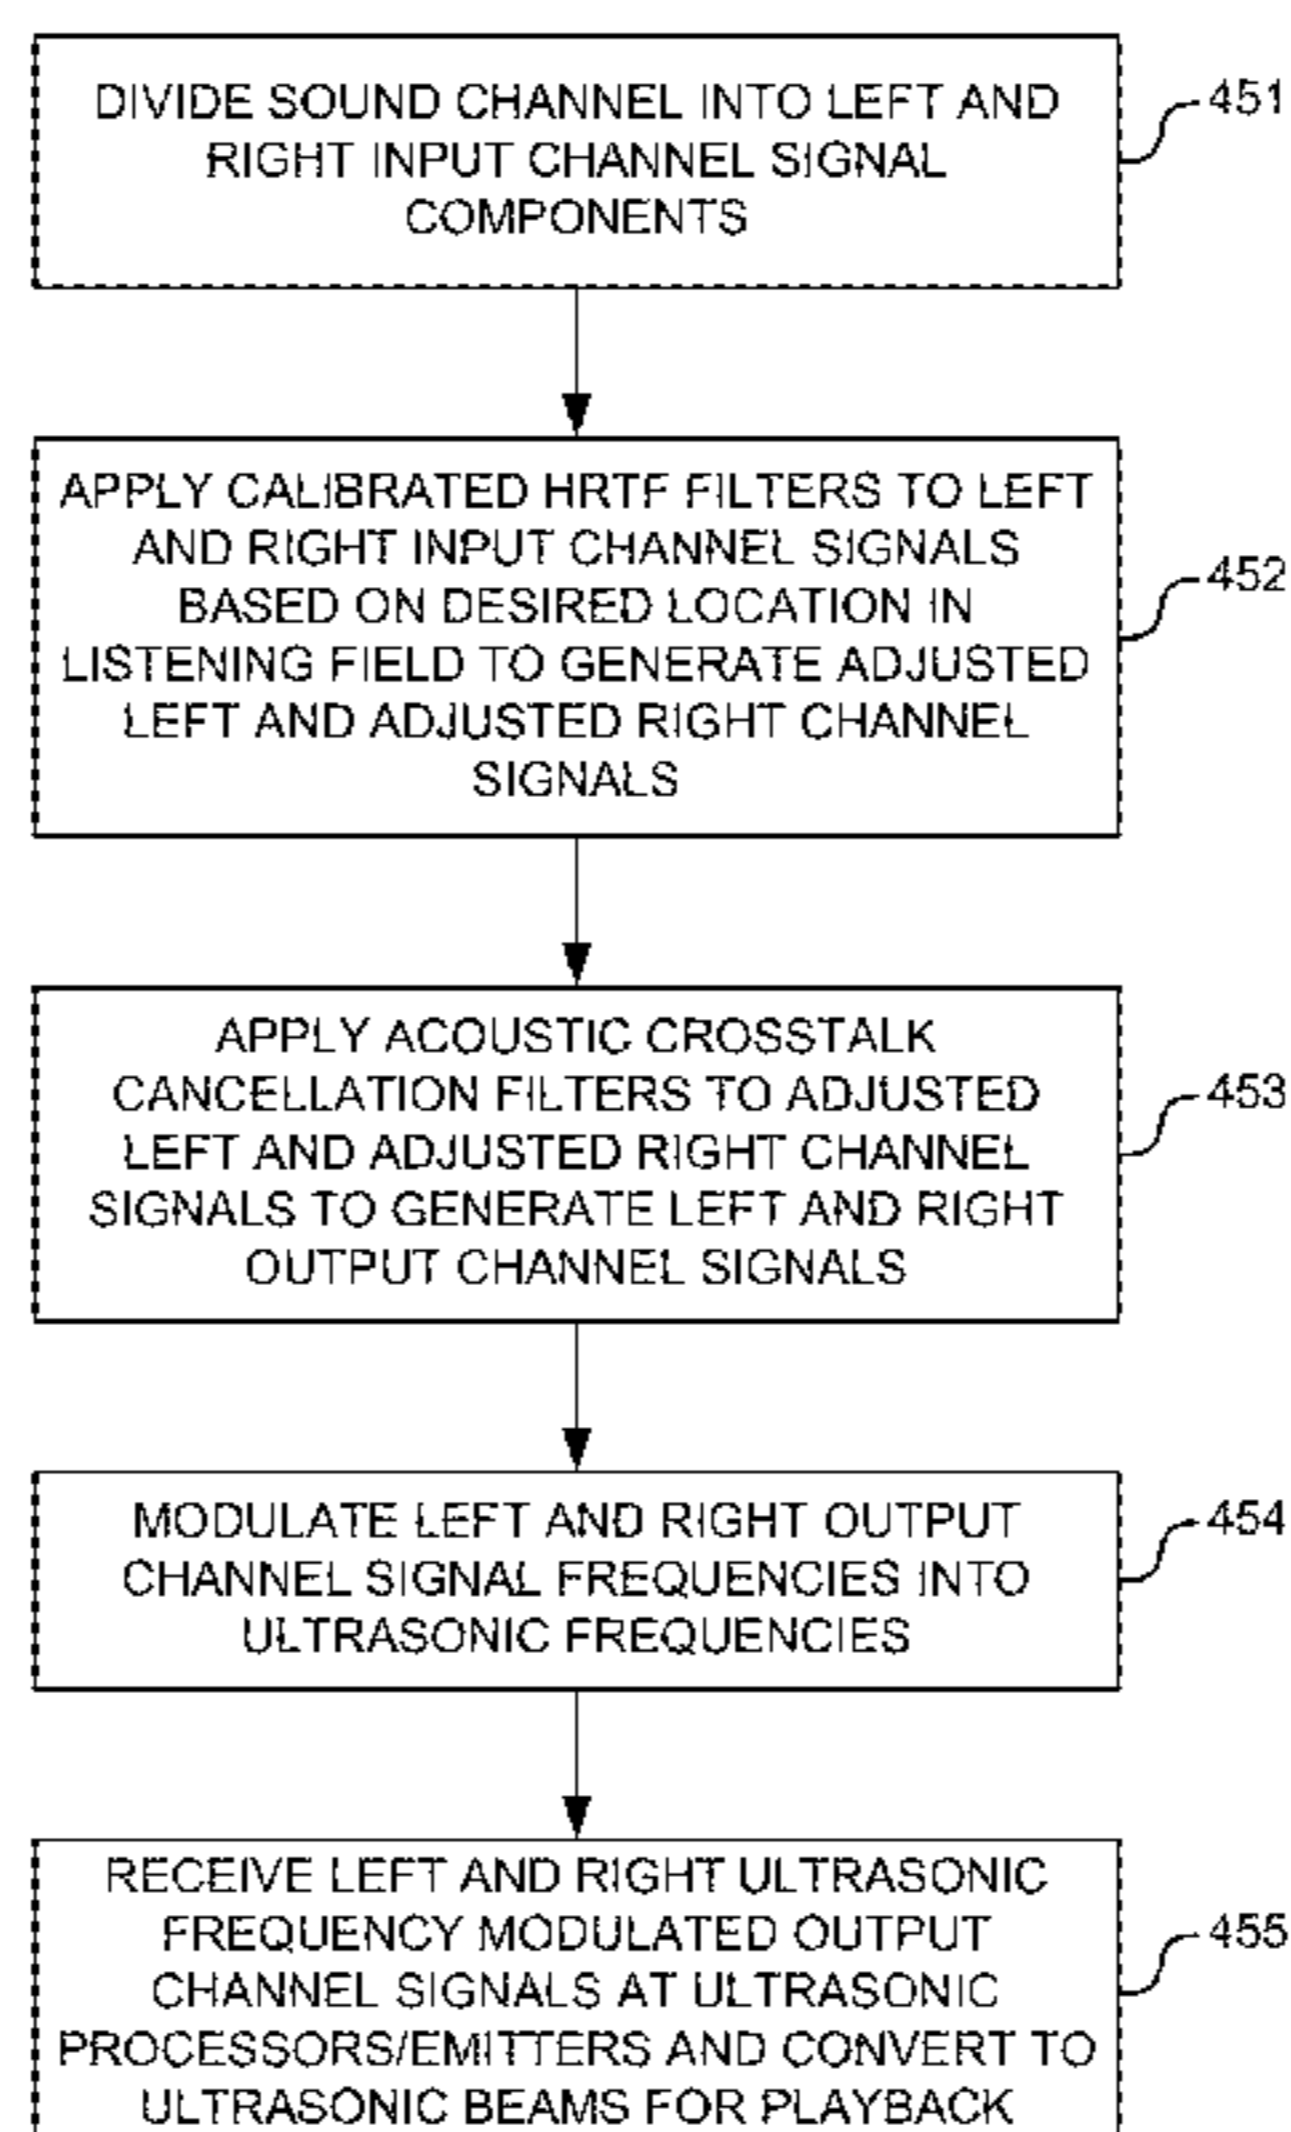 DIVIDE SOUND CHANNEL INTO LEFT AND
RIGHT INPUT CHANNEL SIGNAL
COMPONENTS
451
APPLY CALIBRATED HRTF FILTERS TO LEFT
AND RIGHT INPUT CHANNEL SIGNALS
BASED ON DESIRED LOCATION IN
LISTENING FIELD TO GENERATE ADJUSTED
LEFT AND ADJUSTED RIGHT CHANNEL
SIGNALS
452
APPLY ACOUSTIC CROSSTALK
CANCELLATION FILTERS TO ADJUSTED
LEFT AND ADJUSTED RIGHT CHANNEL
SIGNALS TO GENERATE LEFT AND RIGHT
OUTPUT CHANNEL SIGNALS
453
MODULATE LEFT AND RIGHT OUTPUT
CHANNEL SIGNAL FREQUENCIES INTO
ULTRASONIC FREQUENCIES
454
RECEIVE LEFT AND RIGHT ULTRASONIC
FREQUENCY MODULATED OUTPUT
CHANNEL SIGNALS AT ULTRASONIC
PROCESSORS/EMITTERS AND CONVERT TO
ULTRASONIC BEAMS FOR PLAYBACK
455